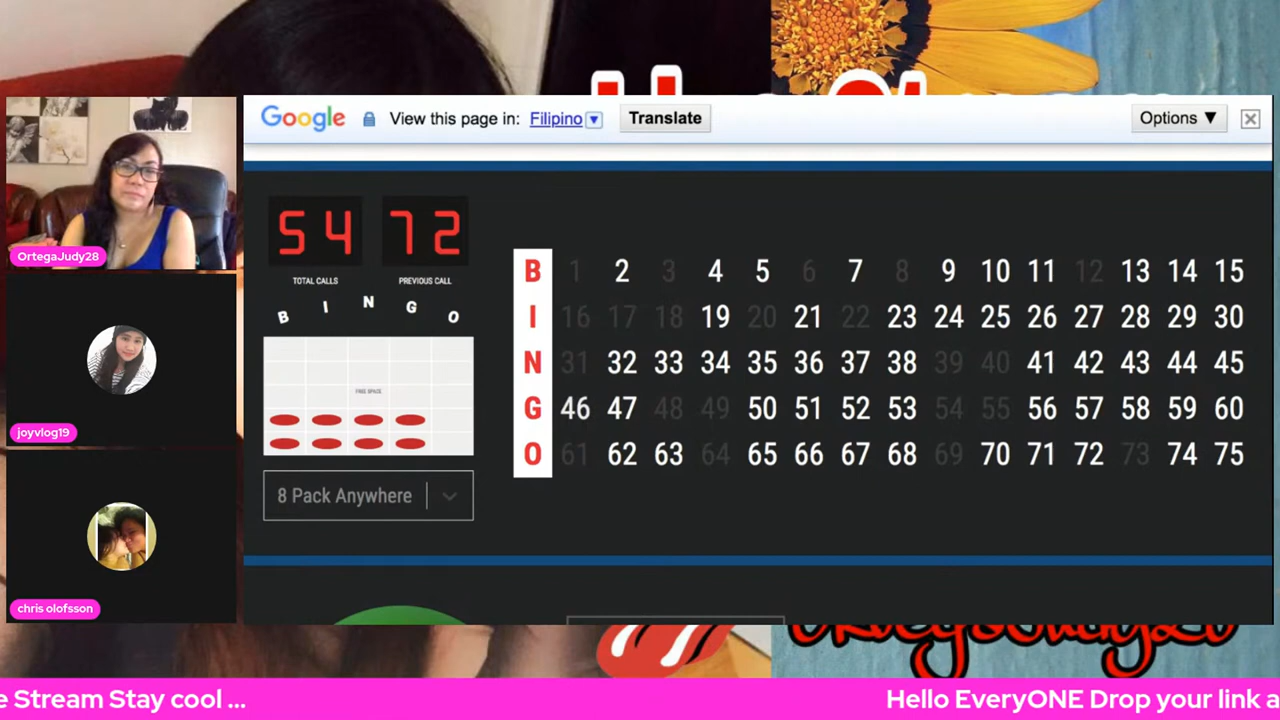 Google View this page in: Filipino Translate Options ▼
54 72
TOTAL CALLS PREVIOUS CALL
B I N G O
FREE SPACE
8 Pack Anywhere
B 1 2 3 4 5 6 7 8 9 10 11 12 13 14 15
I 16 17 18 19 20 21 22 23 24 25 26 27 28 29 30
N 31 32 33 34 35 36 37 38 39 40 41 42 43 44 45
G 46 47 48 49 50 51 52 53 54 55 56 57 58 59 60
O 61 62 63 64 65 66 67 68 69 70 71 72 73 74 75
OrtegaJudy28
joyvlog19
chris olofsson
e Stream Stay cool ...
Hello EveryONE Drop your link a